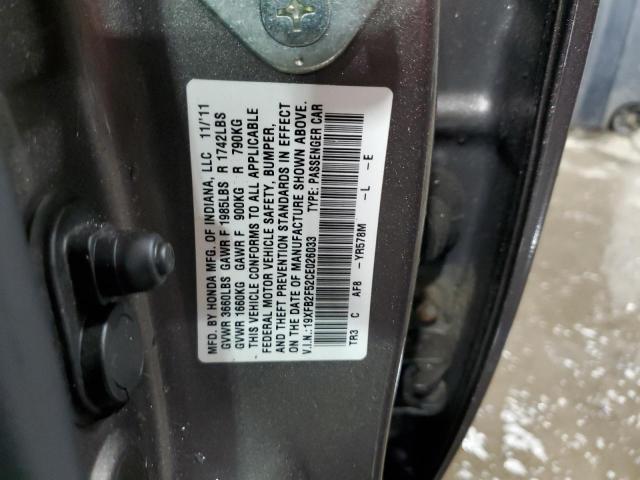 MFD. BY HONDA MFG. OF INDIANA, LLC 11/11
GVWR 3660LBS GAWR F 1985LBS R 1742LBS
GVWR 1660KG GAWR F 900KG R 790KG
THIS VEHICLE CONFORMS TO ALL APPLICABLE
FEDERAL MOTOR VEHICLE SAFETY, BUMPER,
AND THEFT PREVENTION STANDARDS IN EFFECT
ON THE DATE OF MANUFACTURE SHOWN ABOVE.
V.I.N.:19XFB2F52CE026033 TYPE: PASSENGER CAR
TR3 C AF8 -YR578M -L -E